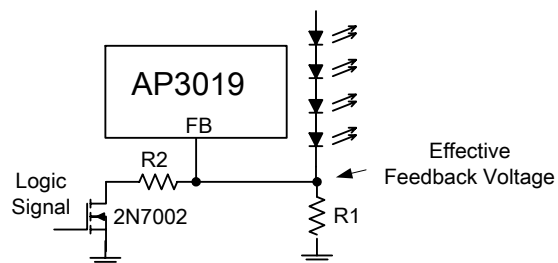 AP3019
FB
R2
Effective
Feedback Voltage
Logic
Signal
2N7002
R1